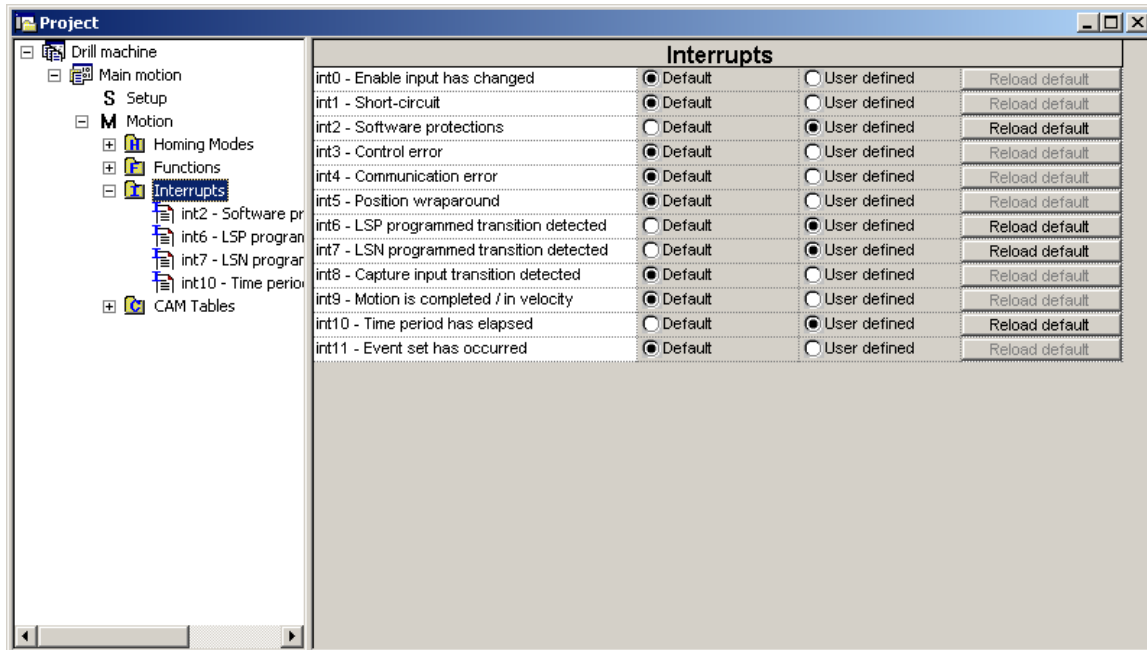 Project
Drill machine
Main motion
S Setup
M Motion
H Homing Modes
F Functions
I Interrupts
int2 - Software pr
int6 - LSP progran
int7 - LSN prograr
int10 - Time perio
C CAM Tables
Interrupts
int0 - Enable input has changed Default User defined Reload default
int1 - Short-circuit Default User defined Reload default
int2 - Software protections Default User defined Reload default
int3 - Control error Default User defined Reload default
int4 - Communication error Default User defined Reload default
int5 - Position wraparound Default User defined Reload default
int6 - LSP programmed transition detected Default User defined Reload default
int7 - LSN programmed transition detected Default User defined Reload default
int8 - Capture input transition detected Default User defined Reload default
int9 - Motion is completed / in velocity Default User defined Reload default
int10 - Time period has elapsed Default User defined Reload default
int11 - Event set has occurred Default User defined Reload default